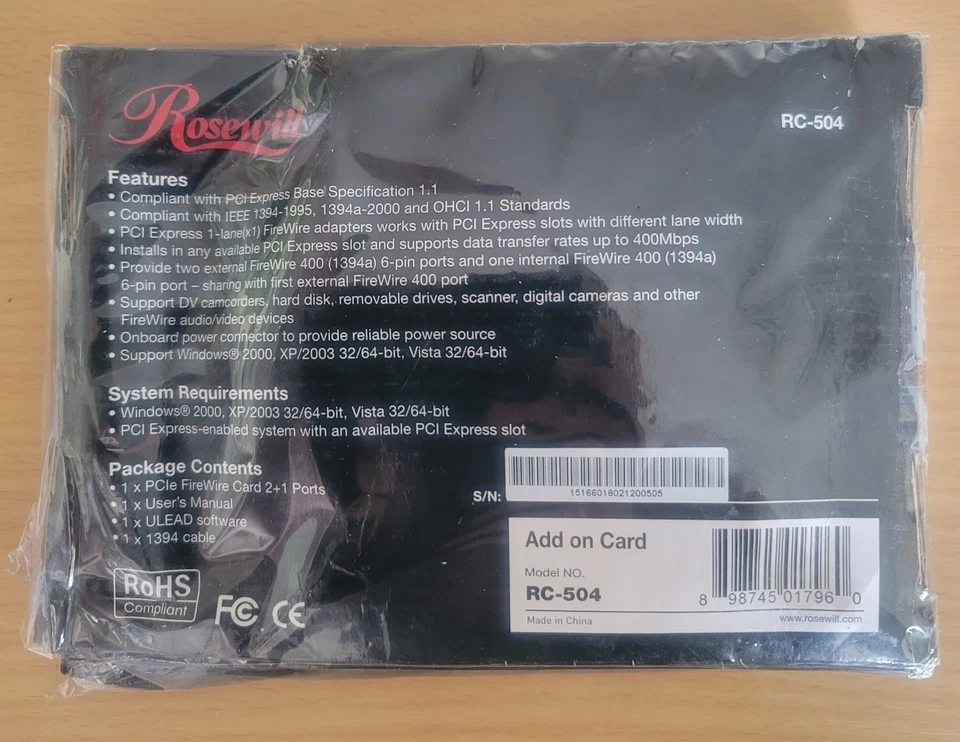 Rosewill
RC-504
Features
• Compliant with PCI Express Base Specification 1.1
• Compliant with IEEE 1394-1995, 1394a-2000 and OHCI 1.1 Standards
• PCI Express 1-lane(x1) FireWire adapters works with PCI Express slots with different lane width
• Installs in any available PCI Express slot and supports data transfer rates up to 400Mbps
• Provide two external FireWire 400 (1394a) 6-pin ports and one internal FireWire 400 (1394a)
6-pin port – sharing with first external FireWire 400 port
• Support DV camcorders, hard disk, removable drives, scanner, digital cameras and other
FireWire audio/video devices
• Onboard power connector to provide reliable power source
• Support Windows® 2000, XP/2003 32/64-bit, Vista 32/64-bit
System Requirements
• Windows® 2000, XP/2003 32/64-bit, Vista 32/64-bit
• PCI Express-enabled system with an available PCI Express slot
Package Contents
• 1 x PCIe FireWire Card 2+1 Ports
• 1 x User's Manual
• 1 x ULEAD software
• 1 x 1394 cable
S/N:
15166018021200505
Add on Card
Model NO.
RC-504
Made in China
8 98745 01796 0
www.rosewill.com
RoHS
Compliant
FC CE